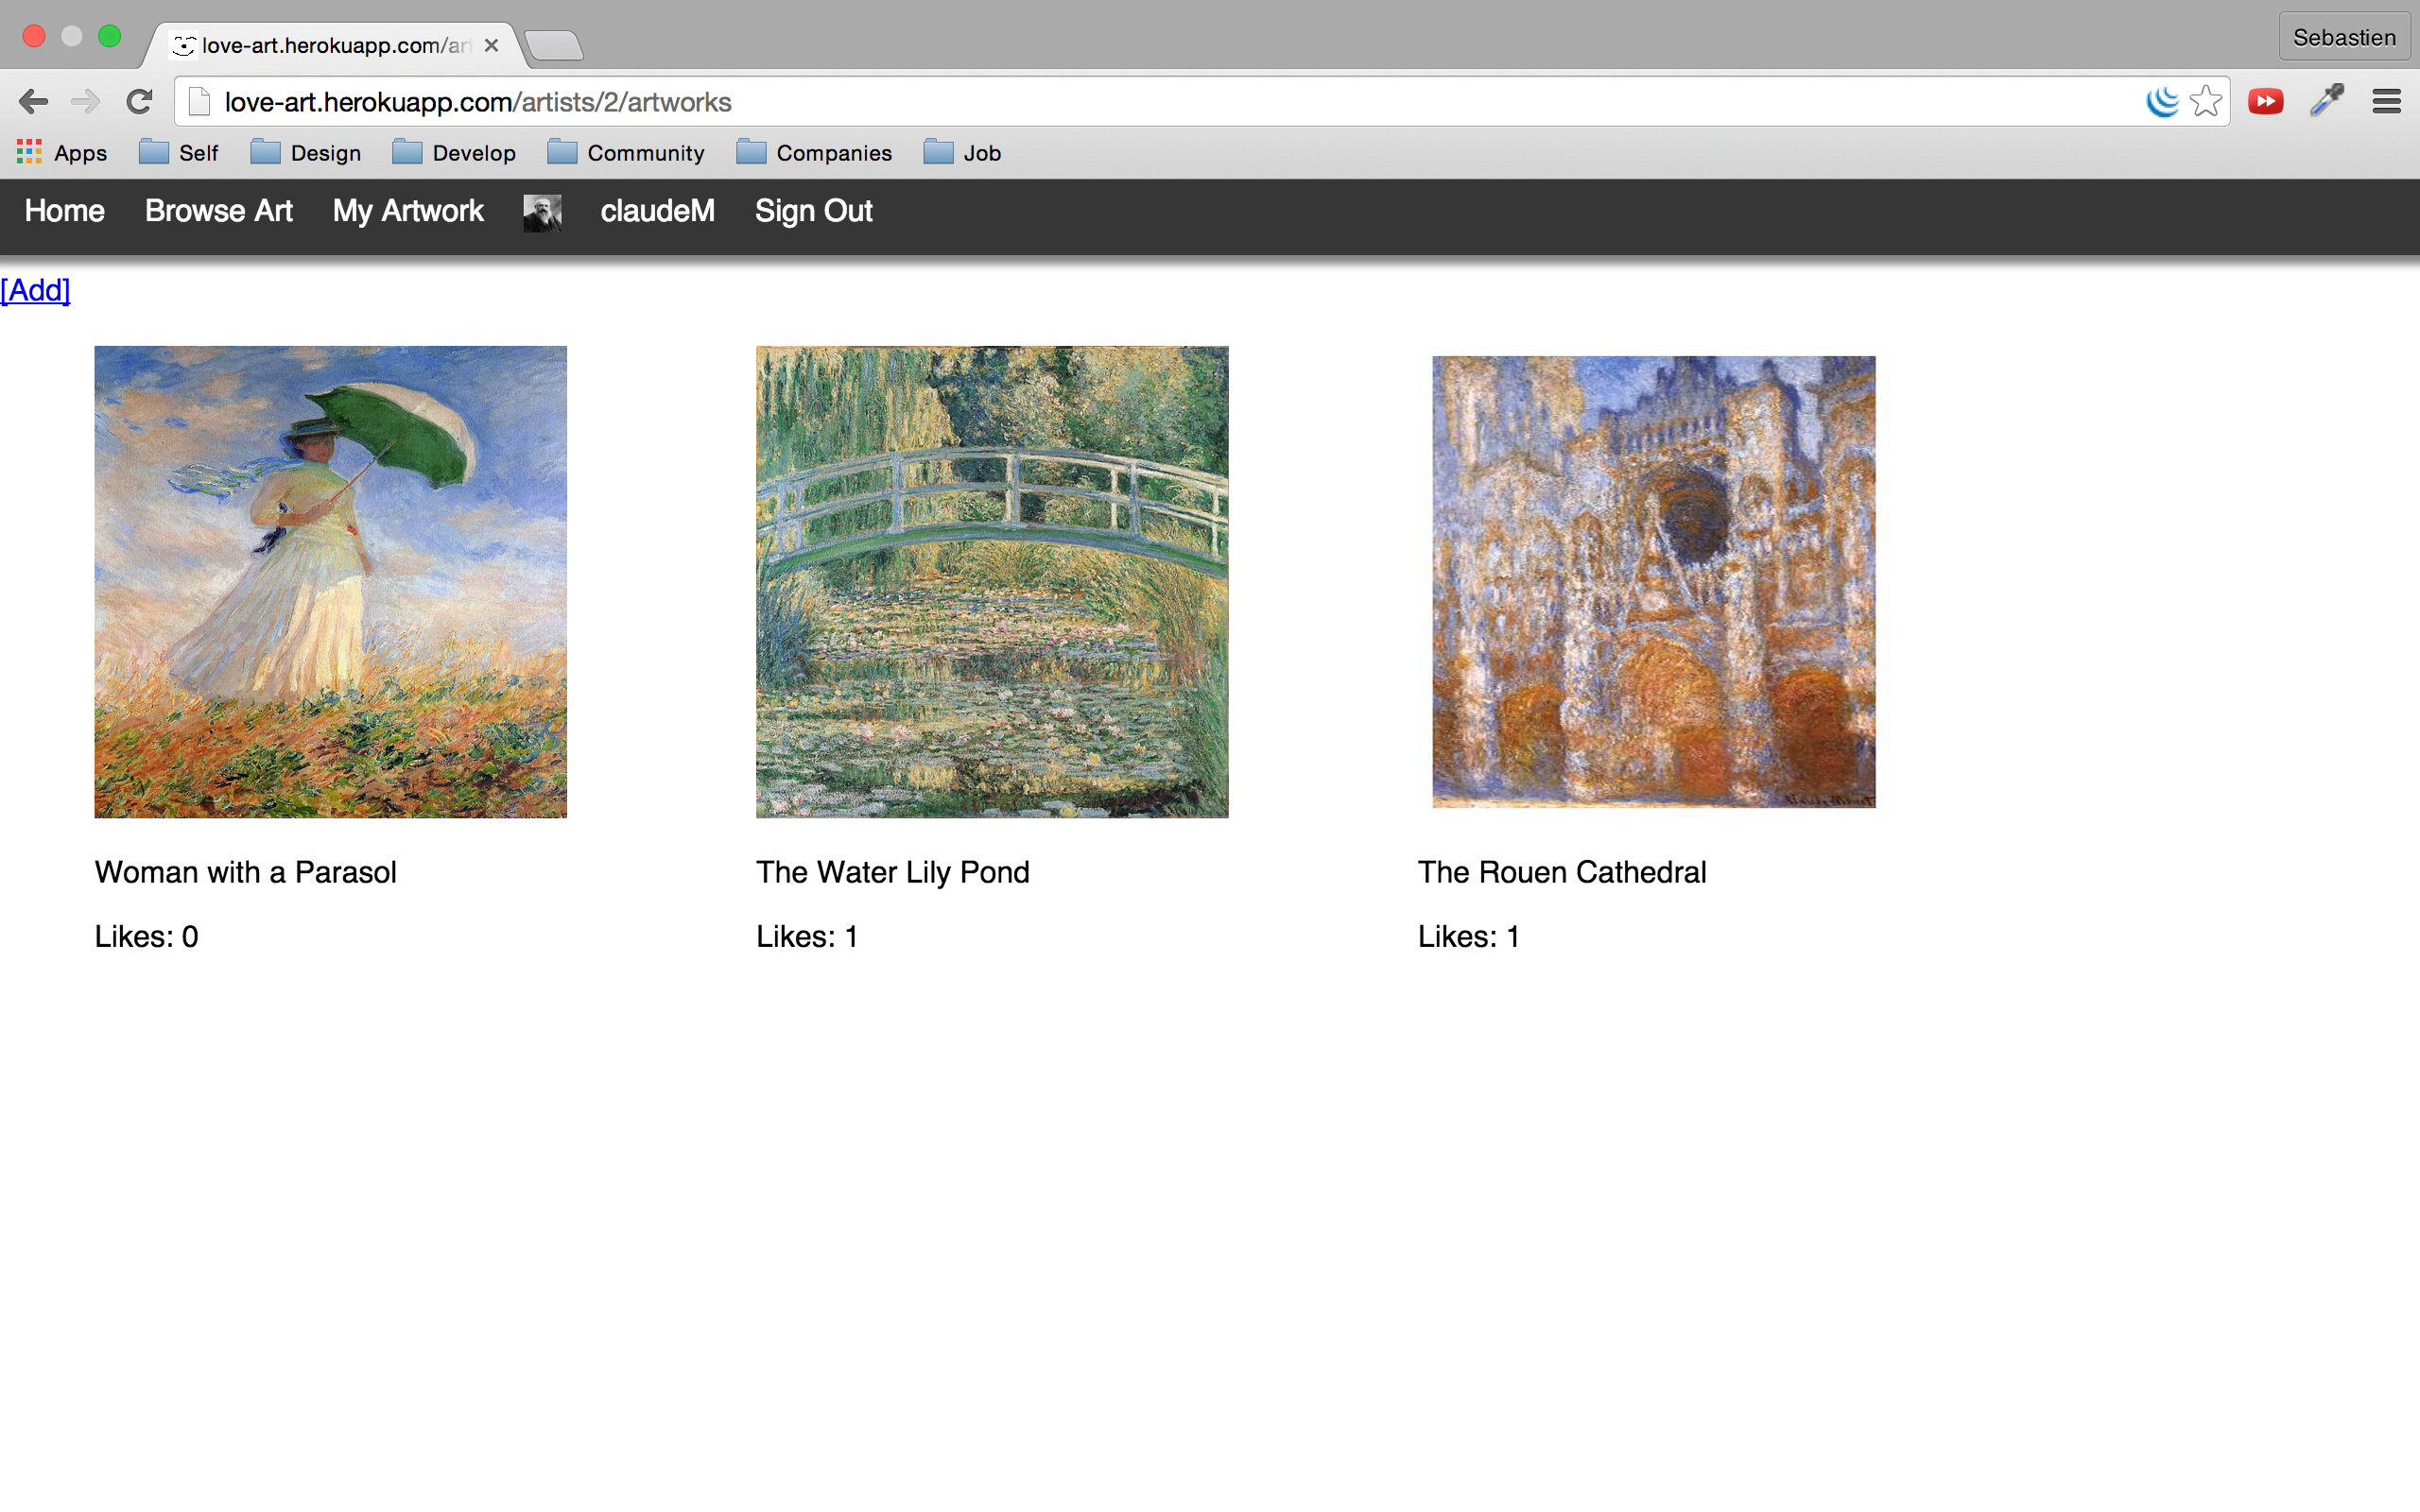 love-art.herokuapp.com/art
Sebastien
love-art.herokuapp.com/artists/2/artworks
Apps Self Design Develop Community Companies Job
Home Browse Art My Artwork claudeM Sign Out
[Add]
Woman with a Parasol
Likes: 0
The Water Lily Pond
Likes: 1
The Rouen Cathedral
Likes: 1